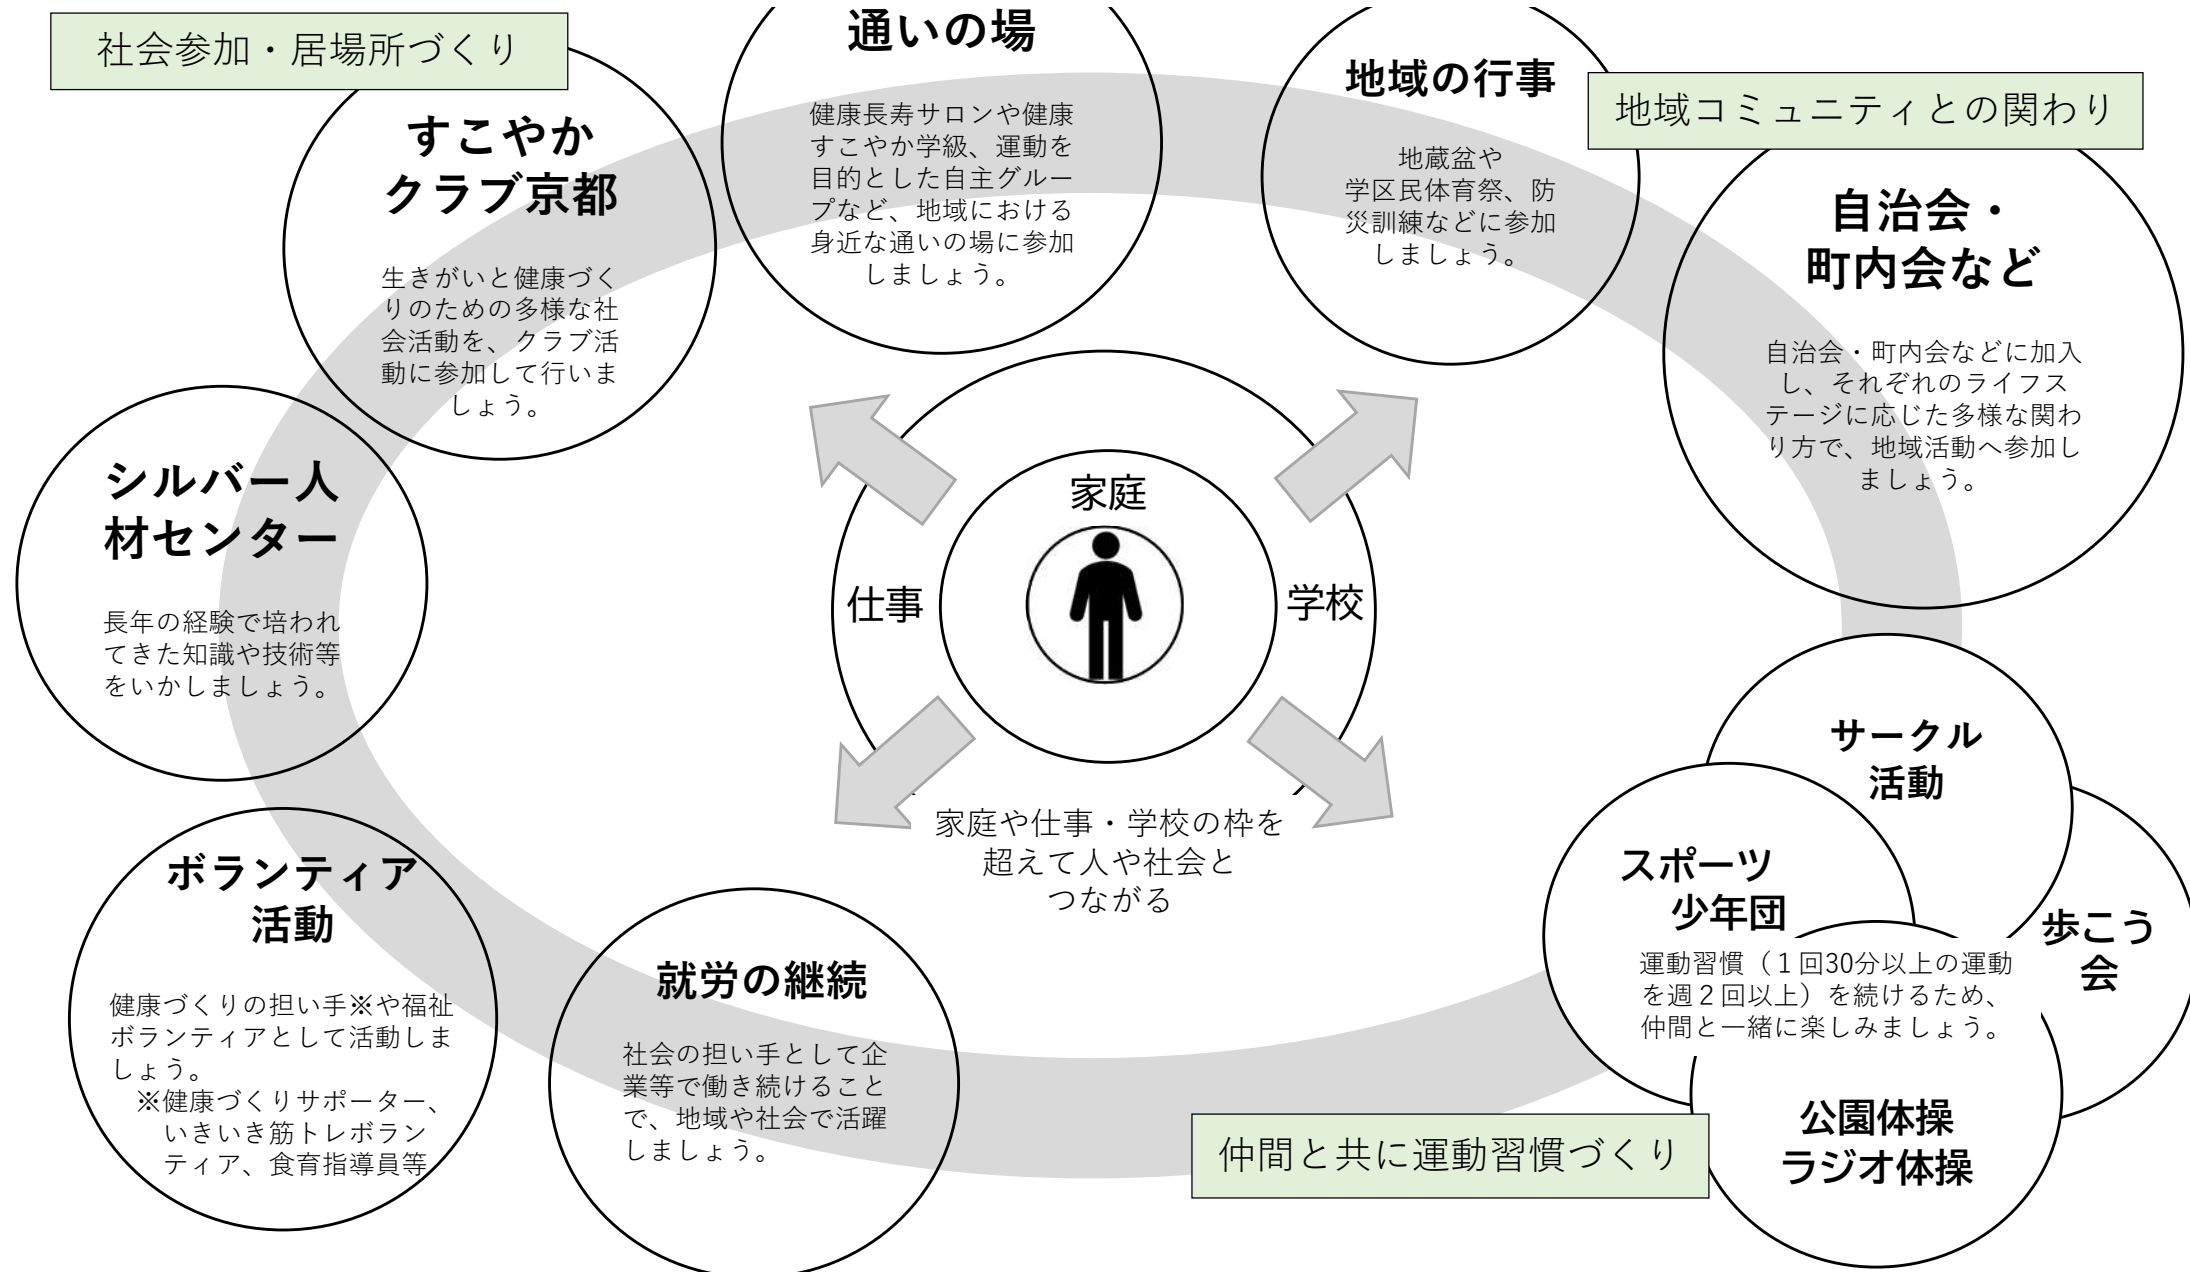 社会参加・居場所づくり
通いの場
健康長寿サロンや健康
すこやか学級、運動を
目的とした自主グルー
プなど、地域における
身近な通いの場に参加
しましょう。
地域の行事
地蔵盆や
学区民体育祭、防
災訓練などに参加
しましょう。
地域コミュニティとの関わり
すこやか
クラブ京都
生きがいと健康づく
りのための多様な社
会活動を、クラブ活
動に参加して行いま
しょう。
自治会・
町内会など
自治会・町内会などに加入
し、それぞれのライフス
テージに応じた多様な関わ
り方で、地域活動へ参加し
ましょう。
シルバー人
材センター
長年の経験で培われ
てきた知識や技術等
をいかしましょう。
家庭
仕事
学校
家庭や仕事・学校の枠を
超えて人や社会と
つながる
サークル
活動
スポーツ
少年団
歩こう
会
運動習慣（１回30分以上の運動
を週２回以上）を続けるため、
仲間と一緒に楽しみましょう。
公園体操
ラジオ体操
ボランティア
活動
健康づくりの担い手※や福祉
ボランティアとして活動しま
しょう。
※健康づくりサポーター、
いきいき筋トレボラン
ティア、食育指導員等
就労の継続
社会の担い手として企
業等で働き続けること
で、地域や社会で活躍
しましょう。
仲間と共に運動習慣づくり